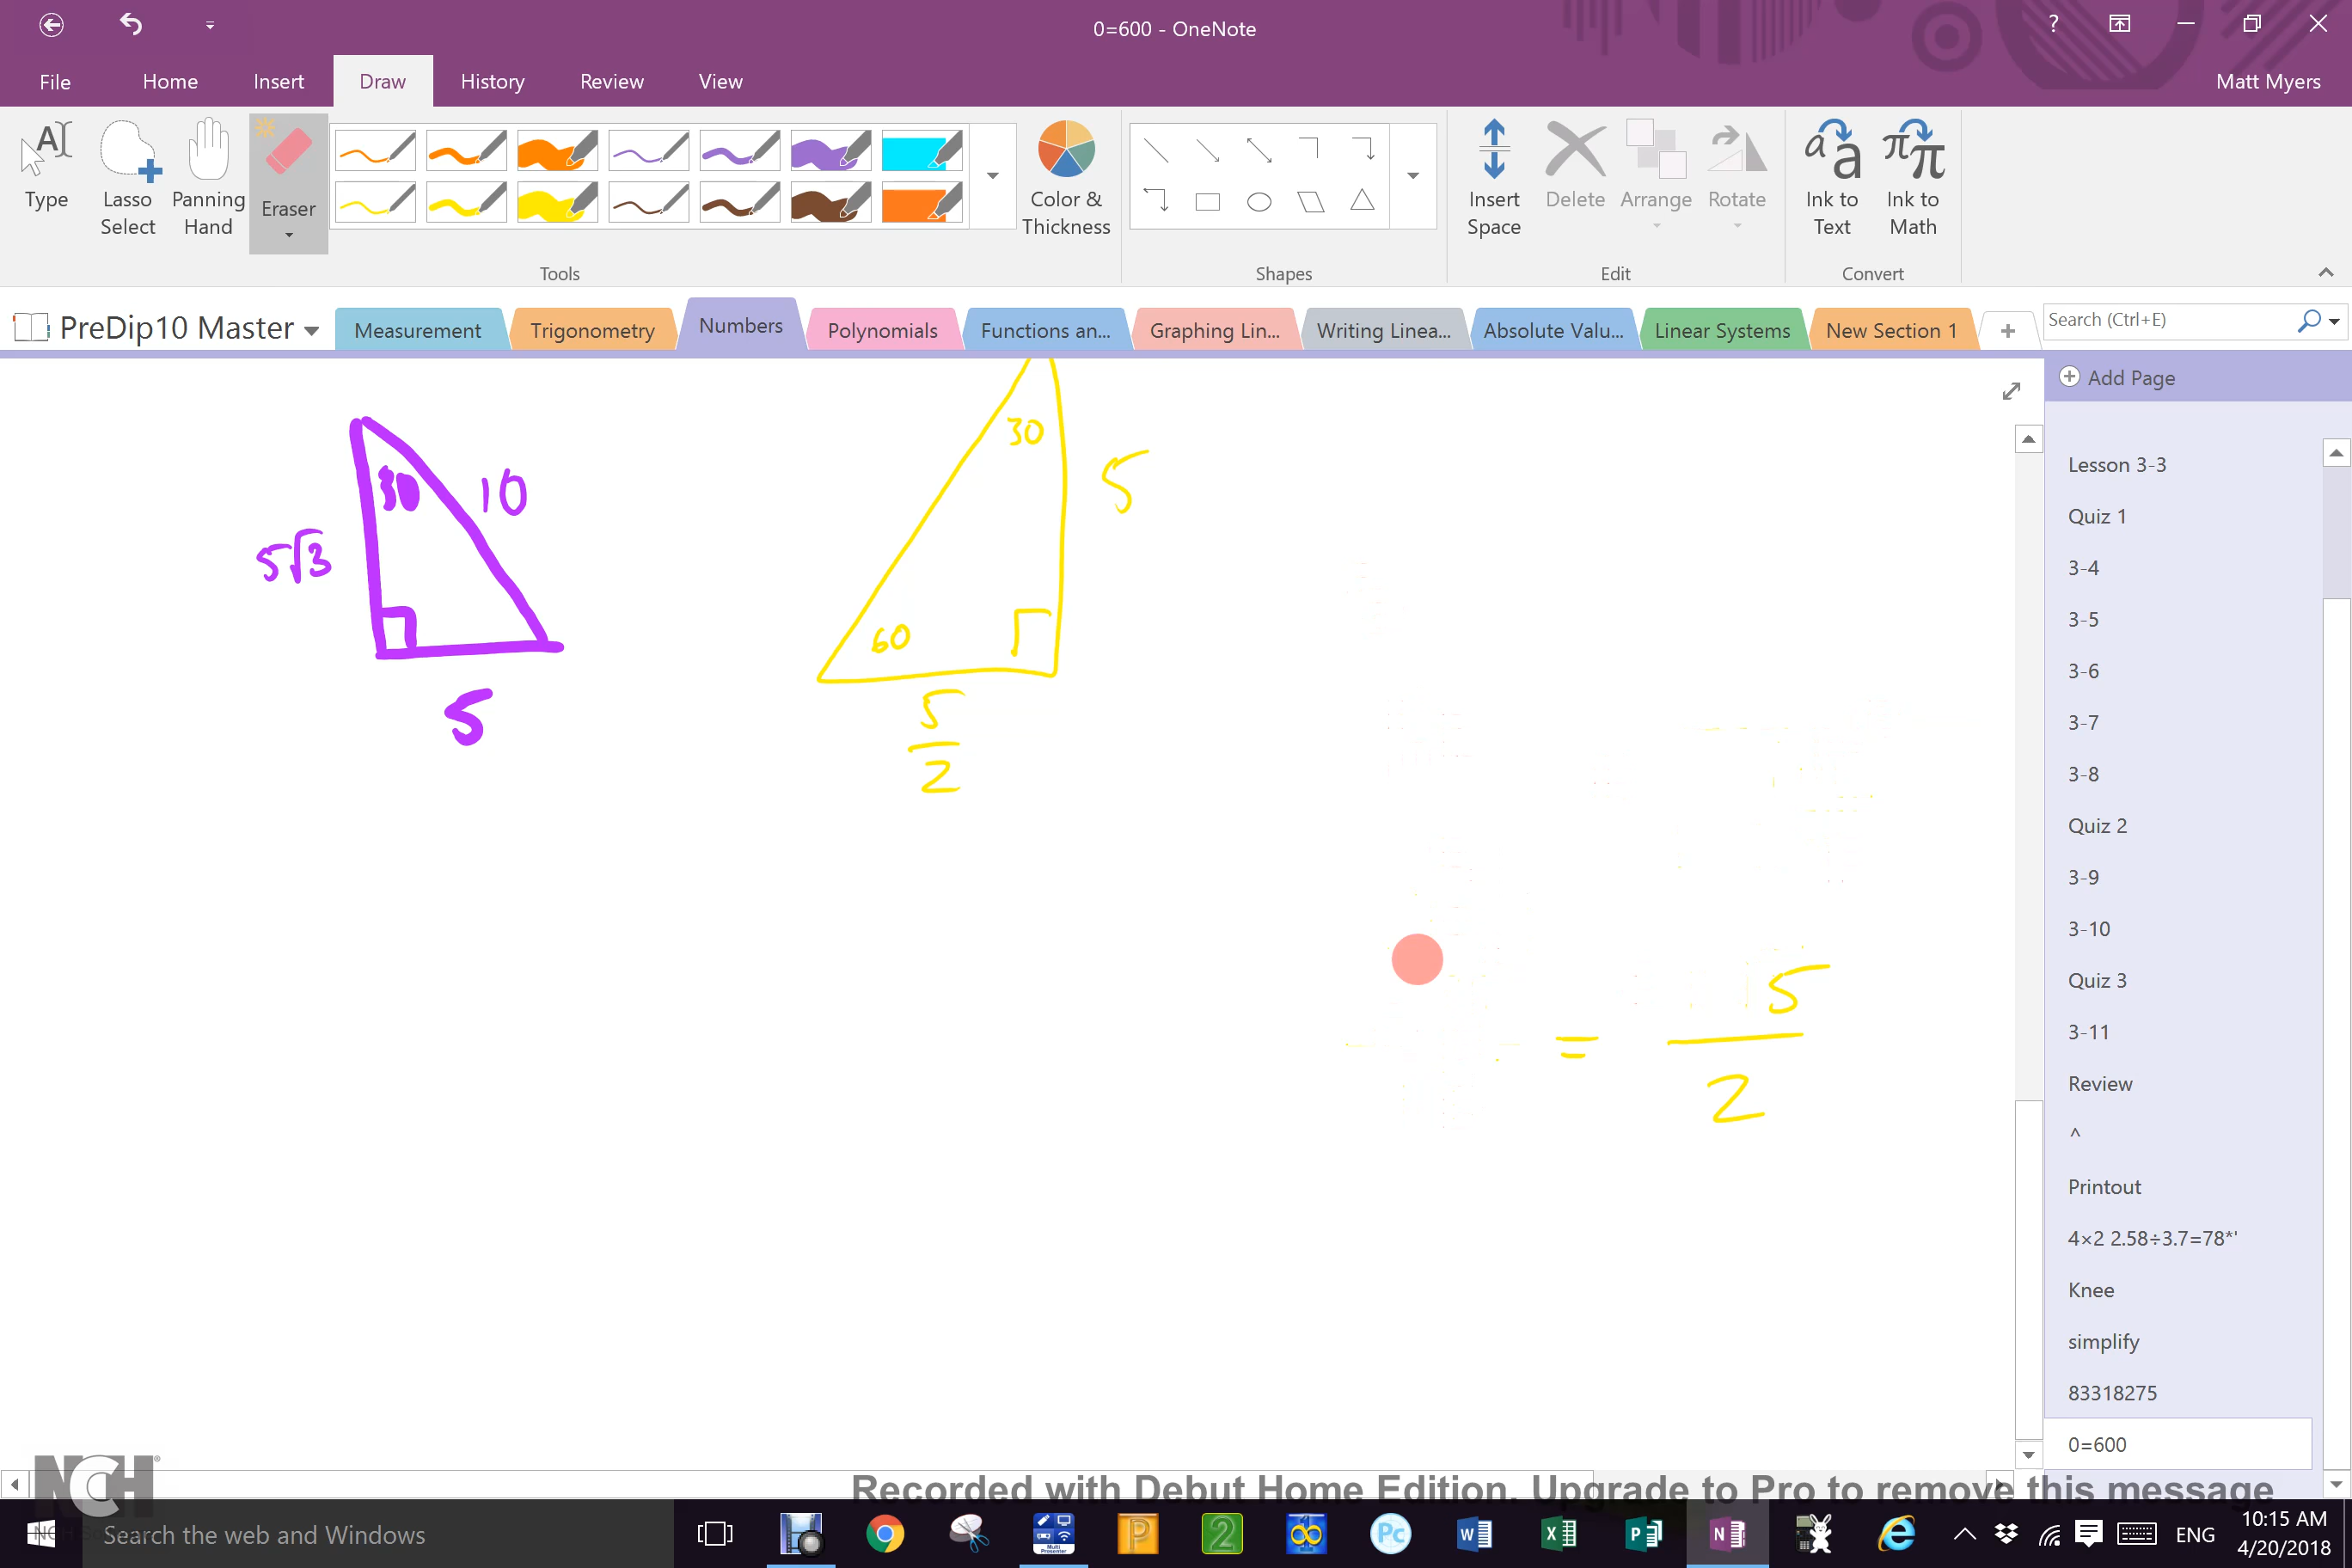 0=600 - OneNote
?
File Home Insert Draw History Review View
Matt Myers
Type
Lasso Select
Panning Hand
Eraser
Color & Thickness
Insert Space
Delete
Arrange
Rotate
Ink to Text
Ink to Math
Tools
Shapes
Edit
Convert
PreDip10 Master
Measurement
Trigonometry
Numbers
Polynomials
Functions an...
Graphing Lin...
Writing Linea...
Absolute Valu...
Linear Systems
New Section 1
+
Search (Ctrl+E)
Add Page
Lesson 3-3
Quiz 1
3-4
3-5
3-6
3-7
3-8
Quiz 2
3-9
3-10
Quiz 3
3-11
Review
^
Printout
4×2 2.58÷3.7=78*'
Knee
simplify
83318275
0=600
30
10
5√3
5
30
5
60
5
2
= 5
2
NCH
Recorded with Debut Home Edition. Upgrade to Pro to remove this message
Search the web and Windows
ENG
10:15 AM
4/20/2018